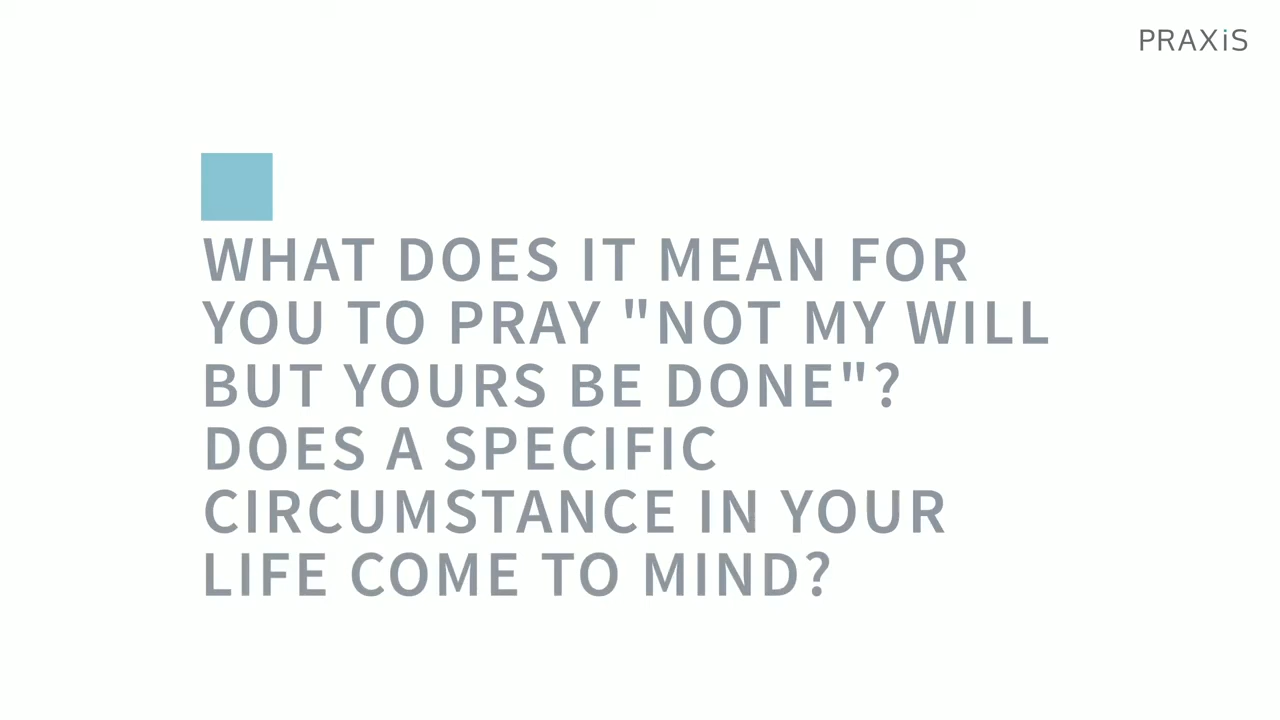 PRAXiS
WHAT DOES IT MEAN FOR
YOU TO PRAY "NOT MY WILL
BUT YOURS BE DONE"?
DOES A SPECIFIC
CIRCUMSTANCE IN YOUR
LIFE COME TO MIND?